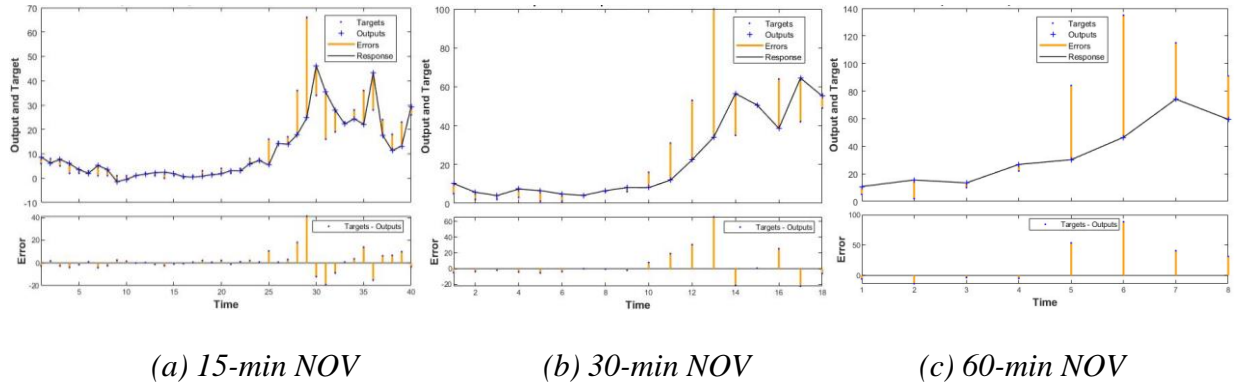 70
60
50
40
30
20
10
0
-10
Output and Target
Targets
Outputs
Errors
Response
40
20
0
-20
Error
Targets - Outputs
5 10 15 20 25 30 35 40
Time
100
80
60
40
20
0
Output and Target
Targets
Outputs
Errors
Response
60
40
20
0
-20
Error
Targets - Outputs
2 4 6 8 10 12 14 16 18
Time
140
120
100
80
60
40
20
0
Output and Target
Targets
Outputs
Errors
Response
100
50
0
Error
Targets - Outputs
1 2 3 4 5 6 7 8
Time
(a) 15-min NOV (b) 30-min NOV (c) 60-min NOV